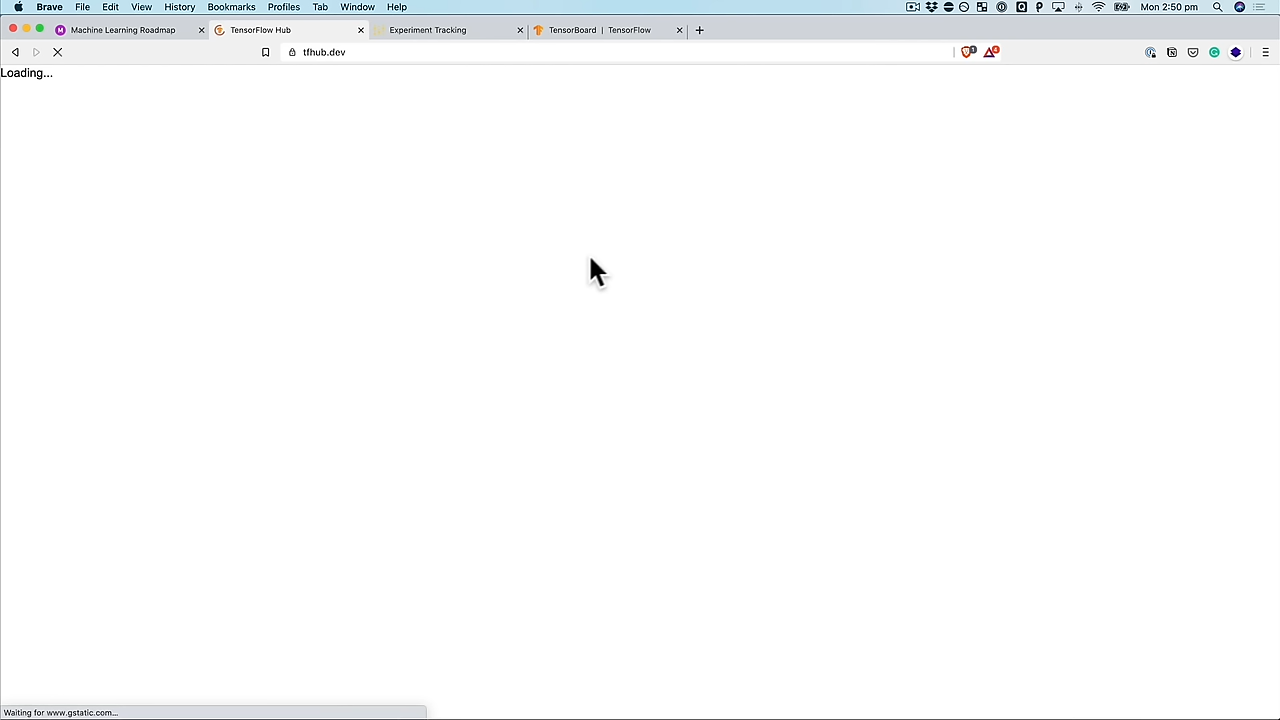 Brave File Edit View History Bookmarks Profiles Tab Window Help Mon 2:50 pm
M Machine Learning Roadmap TensorFlow Hub Experiment Tracking TensorBoard | TensorFlow
tfhub.dev
Loading...
Waiting for www.gstatic.com...